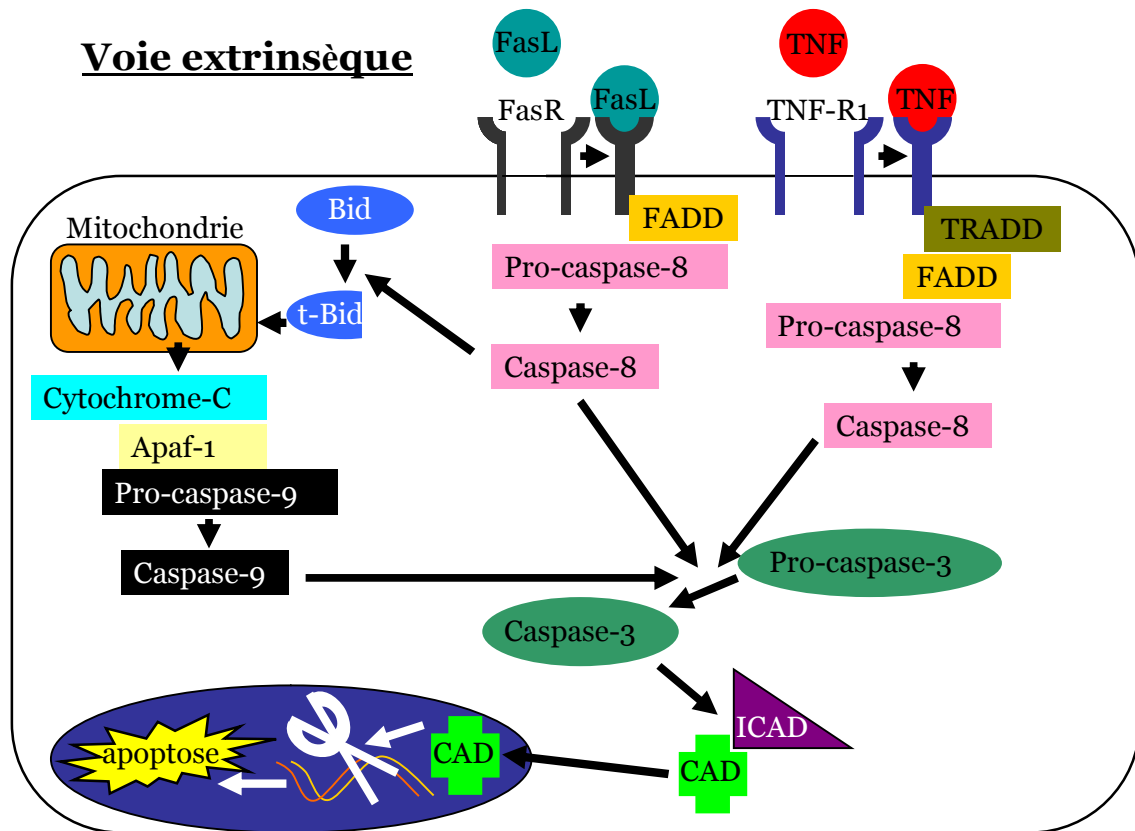 Voie extrinsèque
FasL
TNF
FasR
FasL
TNF-R1
TNF
Bid
Mitochondrie
FADD
TRADD
Pro-caspase-8
FADD
t-Bid
Pro-caspase-8
Caspase-8
Cytochrome-C
Caspase-8
Apaf-1
Pro-caspase-9
Pro-caspase-3
Caspase-9
Caspase-3
ICAD
apoptose
CAD
CAD